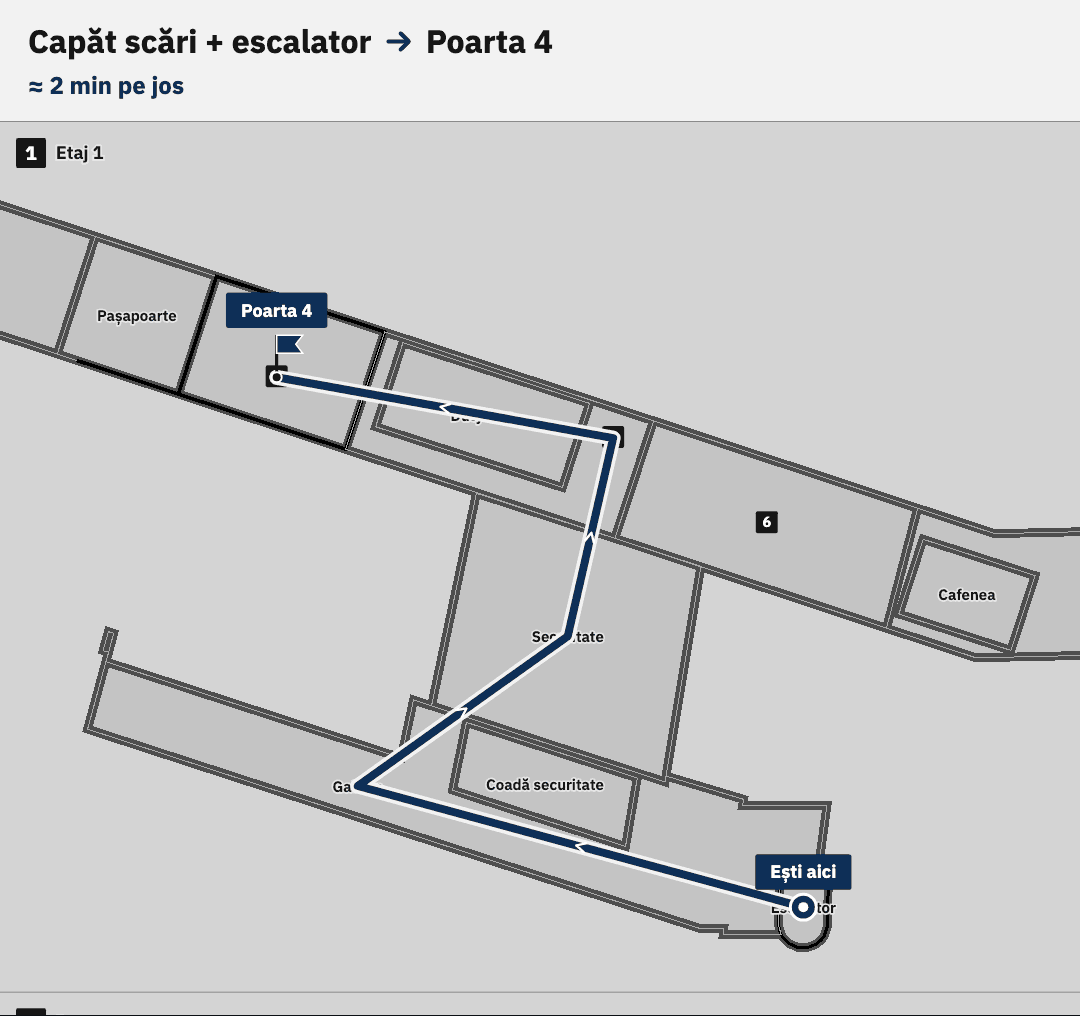 Capăt scări + escalator → Poarta 4
≈ 2 min pe jos
1 Etaj 1
Pașapoarte
Poarta 4
6
Cafenea
Coadă securitate
Ești aici